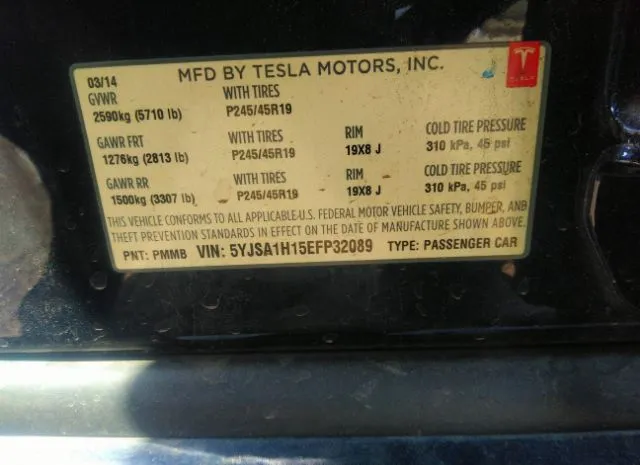 03/14
MFD BY TESLA MOTORS, INC.
TESLA
GVWR
WITH TIRES
2590kg (5710 lb)
P245/45R19
GAWR FRT
WITH TIRES
RIM
COLD TIRE PRESSURE
1276kg (2813 lb)
P245/45R19
19X8 J
310 kPa, 45 psi
GAWR RR
WITH TIRES
RIM
COLD TIRE PRESSURE
1500kg (3307 lb)
P245/45R19
19X8 J
310 kPa, 45 psi
THIS VEHICLE CONFORMS TO ALL APPLICABLE U.S. FEDERAL MOTOR VEHICLE SAFETY, BUMPER, AND
THEFT PREVENTION STANDARDS IN EFFECT ON THE DATE OF MANUFACTURE SHOWN ABOVE.
PNT: PMMB VIN: 5YJSA1H15EFP32089 TYPE: PASSENGER CAR